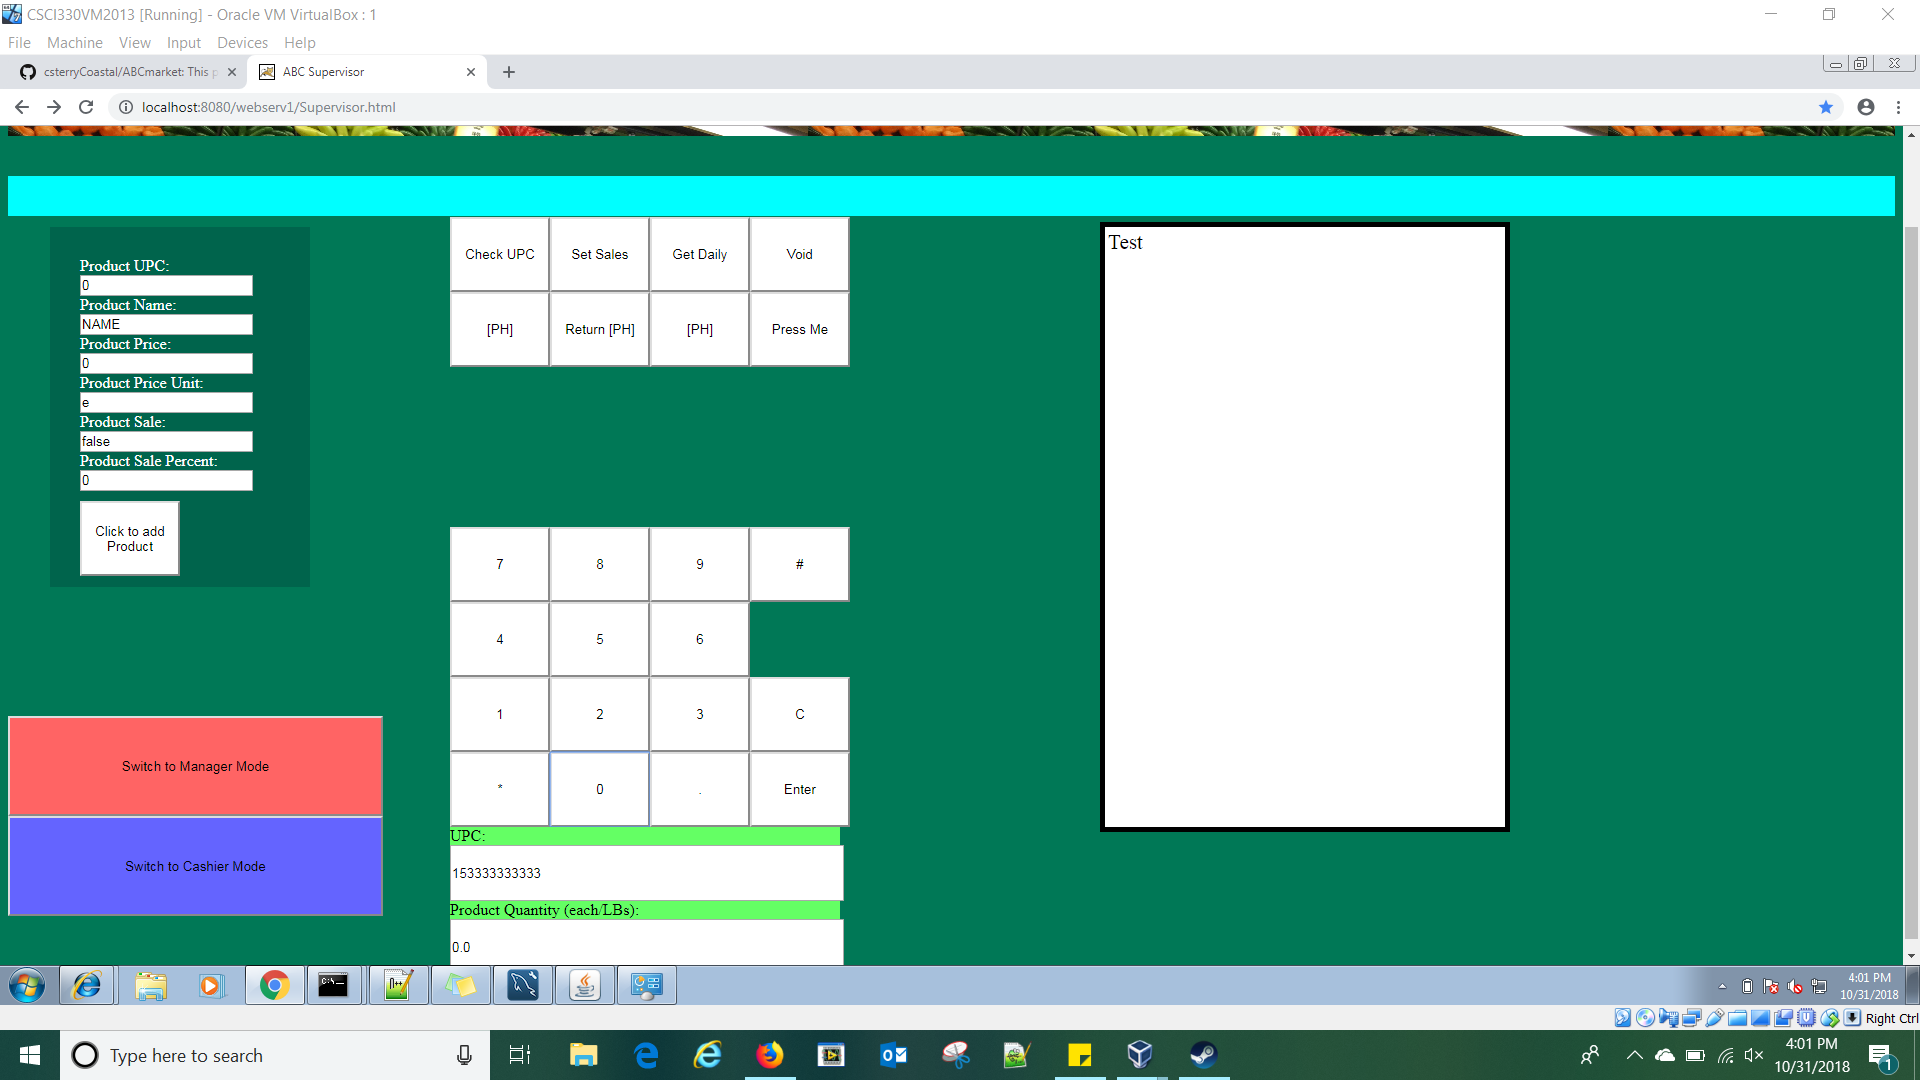 CSCI330VM2013 [Running] - Oracle VM VirtualBox : 1
File Machine View Input Devices Help
csterryCoastal/ABCmarket: This p
ABC Supervisor
localhost:8080/webserv1/Supervisor.html
Product UPC:
0
Product Name:
NAME
Product Price:
0
Product Price Unit:
e
Product Sale:
false
Product Sale Percent:
0
Click to add
Product
Switch to Manager Mode
Switch to Cashier Mode
Check UPC Set Sales Get Daily Void
[PH] Return [PH] [PH] Press Me
7 8 9 #
4 5 6
1 2 3 C
* 0 . Enter
UPC:
153333333333
Product Quantity (each/LBs):
0.0
Test
4:01 PM
10/31/2018
Right Ctrl
Type here to search
4:01 PM
10/31/2018
1